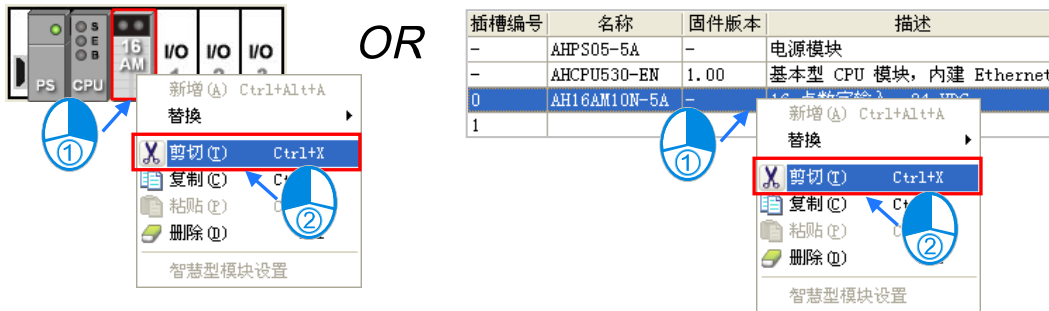 S
E
B
16
AM
I/O I/O I/O
PS CPU
新增(A) Ctrl+Alt+A
替换
剪切(T) Ctrl+X
复制(C)
粘贴(P)
删除(D)
智慧型模块设置
①
②
OR
插槽编号 名称 固件版本 描述
- AHPS05-5A - 电源模块
- AHCPU530-EN 1.00 基本型 CPU 模块，内建 Ethernet
0 AH16AM10N-5A -
1
新增(A) Ctrl+Alt+A
替换
剪切(T) Ctrl+X
复制(C)
粘贴(P)
删除(D)
智慧型模块设置
①
②